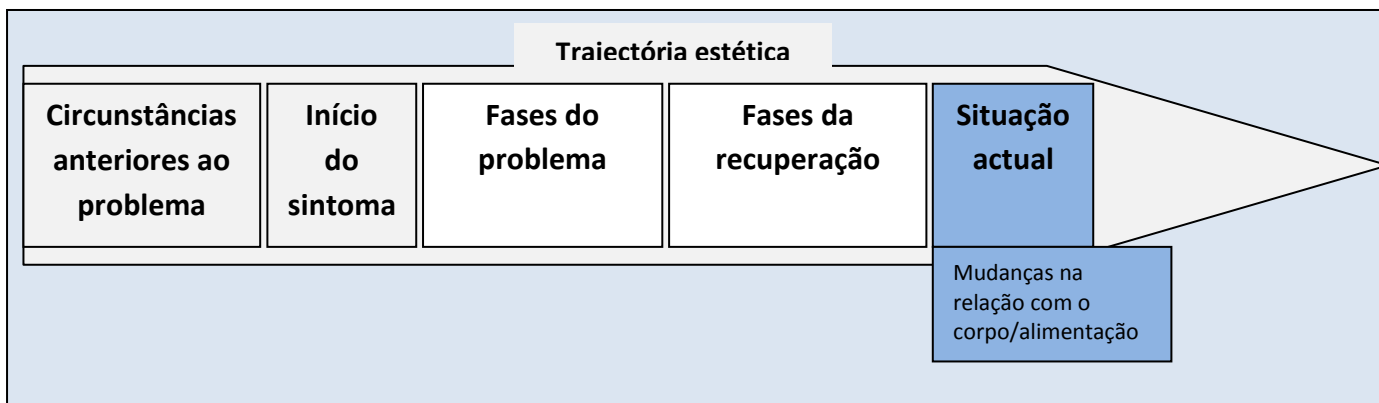 Trajectória estética
Circunstâncias
anteriores ao
problema
Início
do
sintoma
Fases do
problema
Fases da
recuperação
Situação
actual
Mudanças na
relação com o
corpo/alimentação